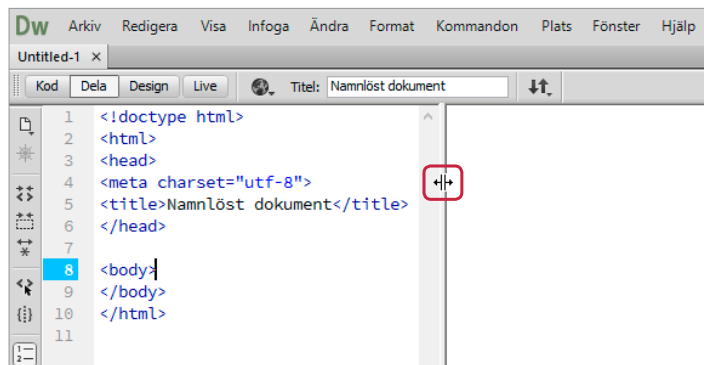 Dw Arkiv Redigera Visa Infoga Ändra Format Kommandon Plats Fönster Hjälp
Untitled-1 ×
Kod Dela Design Live Titel: Namnlöst dokument
1 <!doctype html>
2 <html>
3 <head>
4 <meta charset="utf-8">
5 <title>Namnlöst dokument</title>
6 </head>
7
8 <body>
9 </body>
10 </html>
11